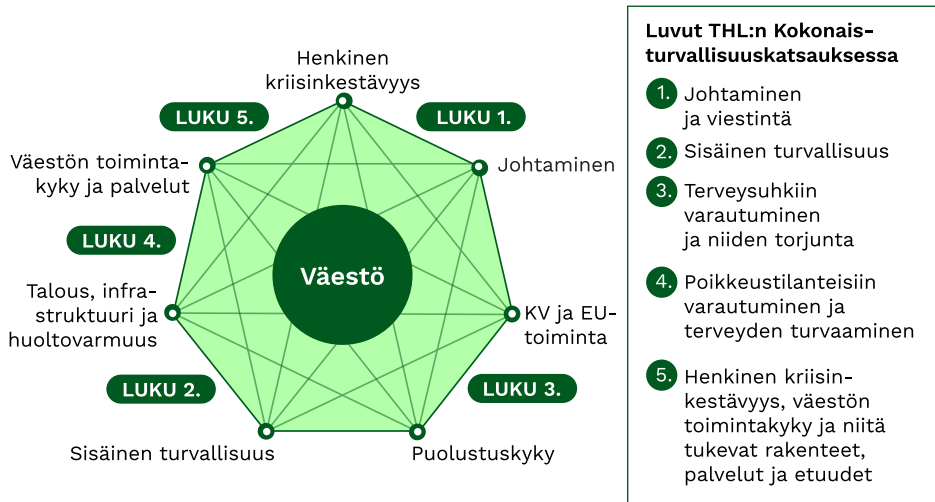 Henkinen
kriisinkestävyys
LUKU 5.
LUKU 1.
Väestön toiminta-
kyky ja palvelut
Johtaminen
LUKU 4.
Väestö
Talous, infra-
struktuuri ja
huoltovarmuus
KV ja EU-
toiminta
LUKU 2.
LUKU 3.
Sisäinen turvallisuus
Puolustuskyky
Luvut THL:n Kokonais-
turvallisuuskatsauksessa
1. Johtaminen
ja viestintä
2. Sisäinen turvallisuus
3. Terveysuhkiin
varautuminen
ja niiden torjunta
4. Poikkeustilanteisiin
varautuminen ja
terveyden turvaaminen
5. Henkinen kriisin-
kestävyys, väestön
toimintakyky ja niitä
tukevat rakenteet,
palvelut ja etuudet